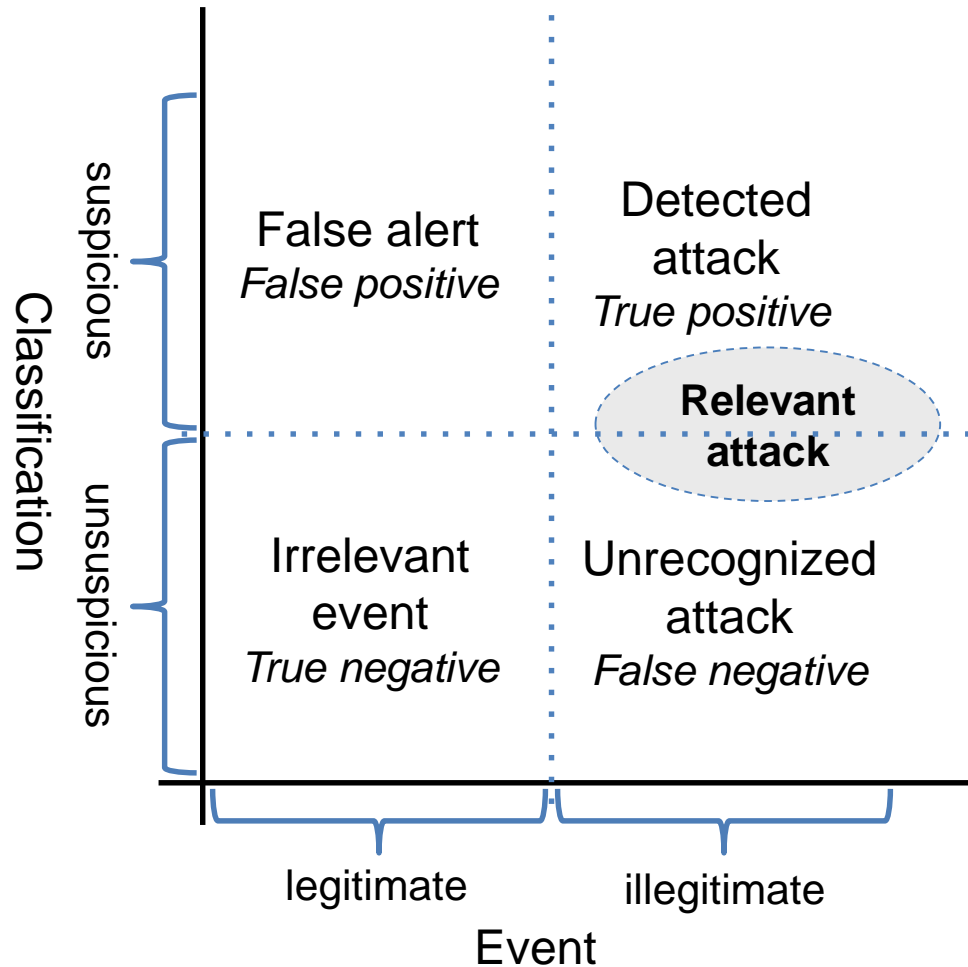 Classification
suspicious
unsuspicious
False alert
False positive
Detected
attack
True positive
Relevant
attack
Irrelevant
event
True negative
Unrecognized
attack
False negative
legitimate
illegitimate
Event